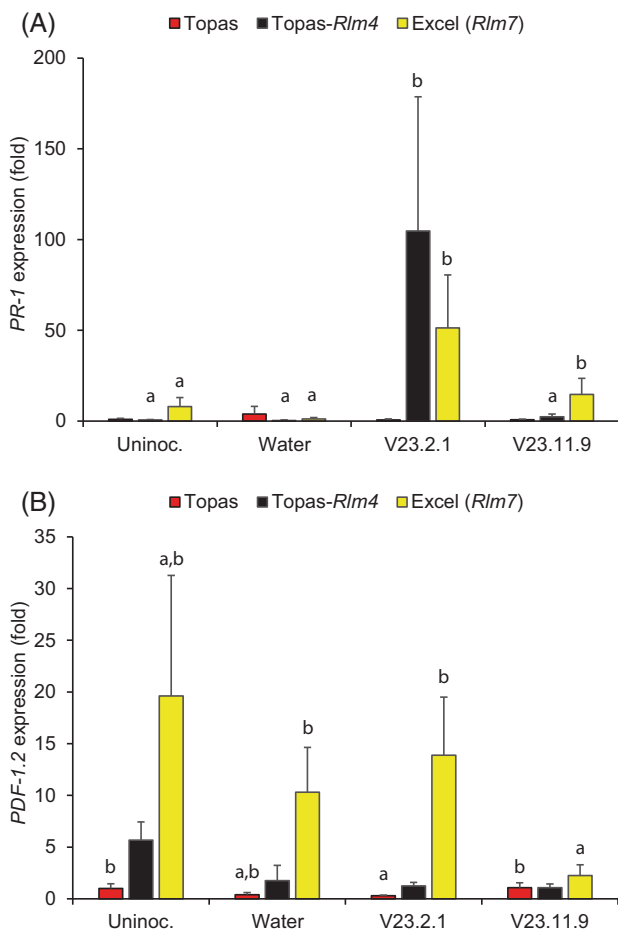 (A)
Topas Topas-Rlm4 Excel (Rlm7)
PR-1 expression (fold)
200
150
100
50
0
a a
a a
b b
a b
Uninoc. Water V23.2.1 V23.11.9
(B)
Topas Topas-Rlm4 Excel (Rlm7)
PDF-1.2 expression (fold)
35
30
25
20
15
10
5
0
b a,b
a,b b
a b
b a
Uninoc. Water V23.2.1 V23.11.9